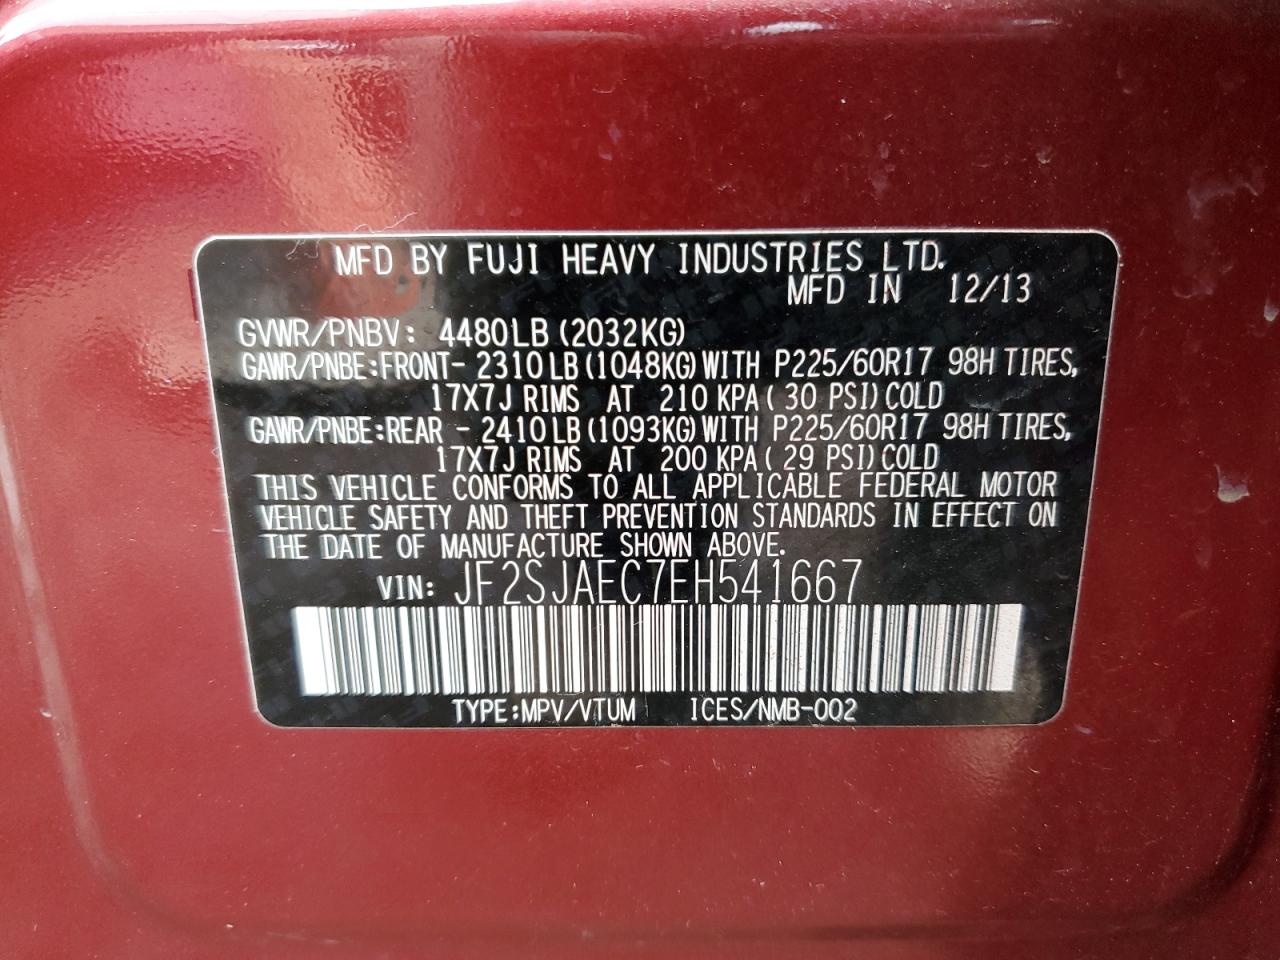 MFD BY FUJI HEAVY INDUSTRIES LTD.
MFD IN 12/13
GVWR/PNBV: 4480LB (2032KG)
GAWR/PNBE:FRONT- 2310LB (1048KG) WITH P225/60R17 98H TIRES,
17X7J RIMS AT 210 KPA( 30 PSI) COLD
GAWR/PNBE:REAR - 2410LB (1093KG) WITH P225/60R17 98H TIRES,
17X7J RIMS AT 200 KPA( 29 PSI) COLD
THIS VEHICLE CONFORMS TO ALL APPLICABLE FEDERAL MOTOR
VEHICLE SAFETY AND THEFT PREVENTION STANDARDS IN EFFECT ON
THE DATE OF MANUFACTURE SHOWN ABOVE.
VIN: JF2SJAEC7EH541667
TYPE:MPV/VTUM ICES/NMB-002